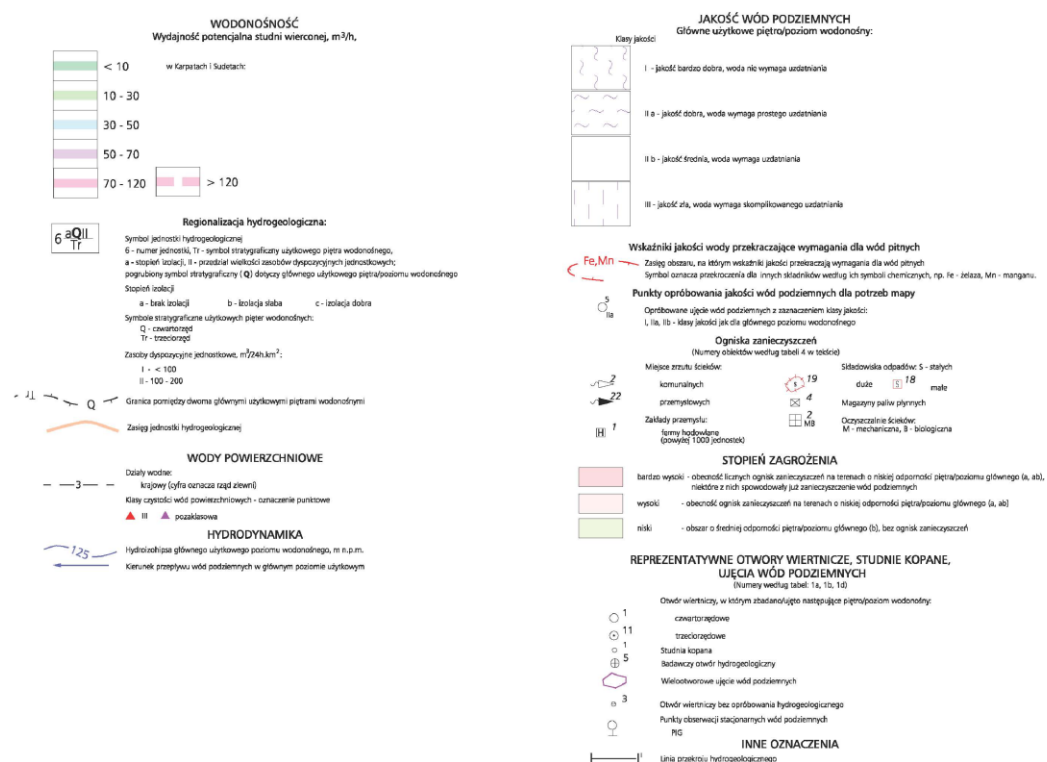 WODONOŚNOŚĆ
Wydajność potencjalna studni wierconej, m³/h,
< 10
w Karpatach i Sudetach:
10 - 30
30 - 50
50 - 70
70 - 120
> 120
Regionalizacja hydrogeologiczna:
6 aQII
Tr
Symbol jednostki hydrogeologicznej
6 - numer jednostki, Tr - symbol stratygraficzny użytkowego piętra wodonośnego,
a - stopień izolacji, II - przedział wielkości zasobów dyspozycyjnych jednostkowych;
pogrubiony symbol stratygraficzny ( Q ) dotyczy głównego użytkowego piętra/poziomu wodonośnego
Stopień izolacji
a - brak izolacji b - izolacja słaba c - izolacja dobra
Symbole stratygraficzne użytkowych pięter wodonośnych:
Q - czwartorzęd
Tr - trzeciorzęd
Zasoby dyspozycyjne jednostkowe, m³/24h.km²:
I - < 100
II - 100 - 200
Tr Q
Granica pomiędzy dwoma głównymi użytkowymi piętrami wodonośnymi
Zasięg jednostki hydrogeologicznej
WODY POWIERZCHNIOWE
Działy wodne:
3
krajowy (cyfra oznacza rząd zlewni)
Klasy czystości wód powierzchniowych - oznaczenie punktowe
III pozaklasowa
HYDRODYNAMIKA
125
Hydroizohipsa głównego użytkowego poziomu wodonośnego, m n.p.m.
Kierunek przepływu wód podziemnych w głównym poziomie użytkowym
JAKOŚĆ WÓD PODZIEMNYCH
Główne użytkowe piętro/poziom wodonośny:
Klasy jakości
I - jakość bardzo dobra, woda nie wymaga uzdatniania
II a - jakość dobra, woda wymaga prostego uzdatniania
II b - jakość średnia, woda wymaga uzdatniania
III - jakość zła, woda wymaga skomplikowanego uzdatniania
Wskaźniki jakości wody przekraczające wymagania dla wód pitnych
Fe,Mn
Zasięg obszaru, na którym wskaźniki jakości przekraczają wymagania dla wód pitnych
Symbol oznacza przekroczenia dla innych składników według ich symboli chemicznych, np. Fe - żelaza, Mn - manganu.
Punkty opróbowania jakości wód podziemnych dla potrzeb mapy
5
IIa
Opróbowane ujęcie wód podziemnych z zaznaczeniem klasy jakości:
I, IIa, IIb - klasy jakości jak dla głównego poziomu wodonośnego
Ogniska zanieczyszczeń
(Numery obiektów według tabeli 4 w tekście)
Miejsce zrzutu ścieków:
2
komunalnych
22
przemysłowych
Zakłady przemysłu:
H 1
fermy hodowlane
(powyżej 1000 jednostek)
Składowiska odpadów: S - stałych
S 19
duże
S 18
małe
4
Magazyny paliw płynnych
2
MB
Oczyszczalnie ścieków:
M - mechaniczna, B - biologiczna
STOPIEŃ ZAGROŻENIA
bardzo wysoki - obecność licznych ognisk zanieczyszczeń na terenach o niskiej odporności piętra/poziomu głównego (a, ab),
niektóre z nich spowodowały już zanieczyszczenie wód podziemnych
wysoki - obecność ognisk zanieczyszczeń na terenach o niskiej odporności piętra/poziomu głównego (a, ab)
niski - obszar o średniej odporności piętra/poziomu głównego (b), bez ognisk zanieczyszczeń
REPREZENTATYWNE OTWORY WIERTNICZE, STUDNIE KOPANE,
UJĘCIA WÓD PODZIEMNYCH
(Numery według tabel: 1a, 1b, 1d)
Otwór wiertniczy, w którym zbadano/ujęto następujące piętro/poziom wodonośny:
1
czwartorzędowe
11
trzeciorzędowe
1
Studnia kopana
5
Badawczy otwór hydrogeologiczny
Wielootworowe ujęcie wód podziemnych
3
Otwór wiertniczy bez opróbowania hydrogeologicznego
Punkty obserwacji stacjonarnych wód podziemnych
PIG
INNE OZNACZENIA
I
Linia przekroju hydrogeologicznego